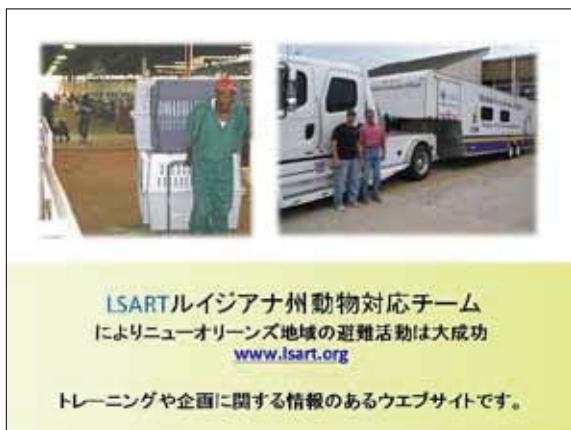 LSARTルイジアナ州動物対応チーム
によりニューオリーンズ地域の避難活動は大成功
www.lsart.org
トレーニングや企画に関する情報のあるウエブサイトです。